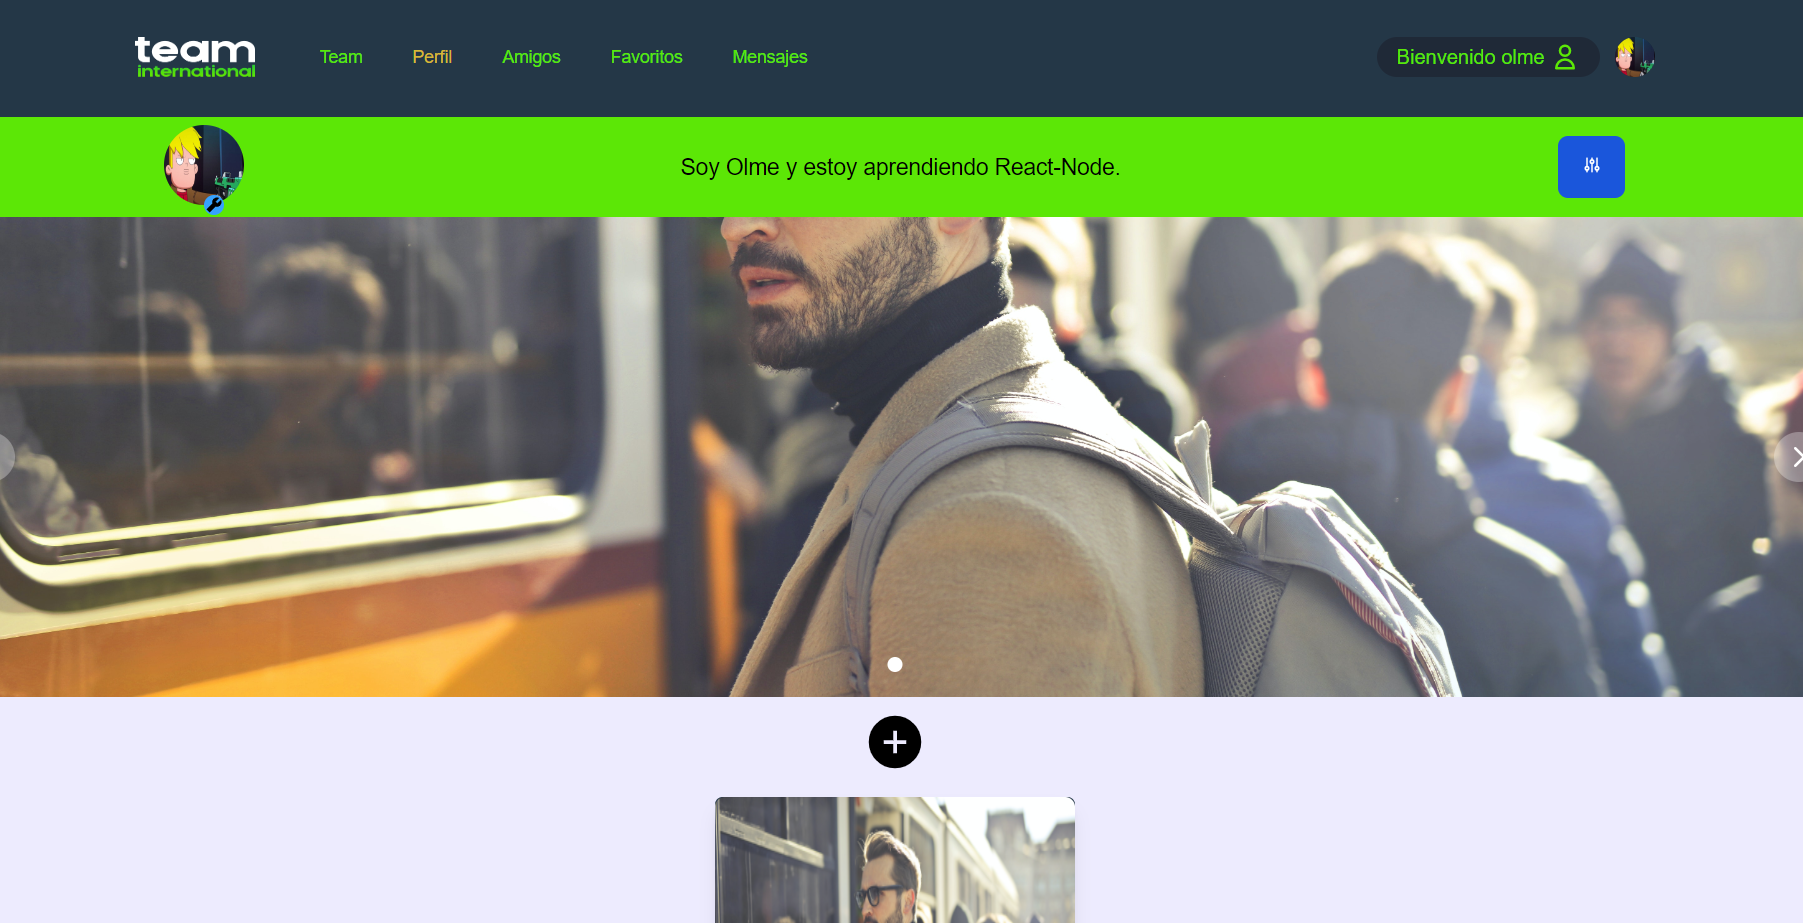 team
international
Team
Perfil
Amigos
Favoritos
Mensajes
Bienvenido olme
Soy Olme y estoy aprendiendo React-Node.